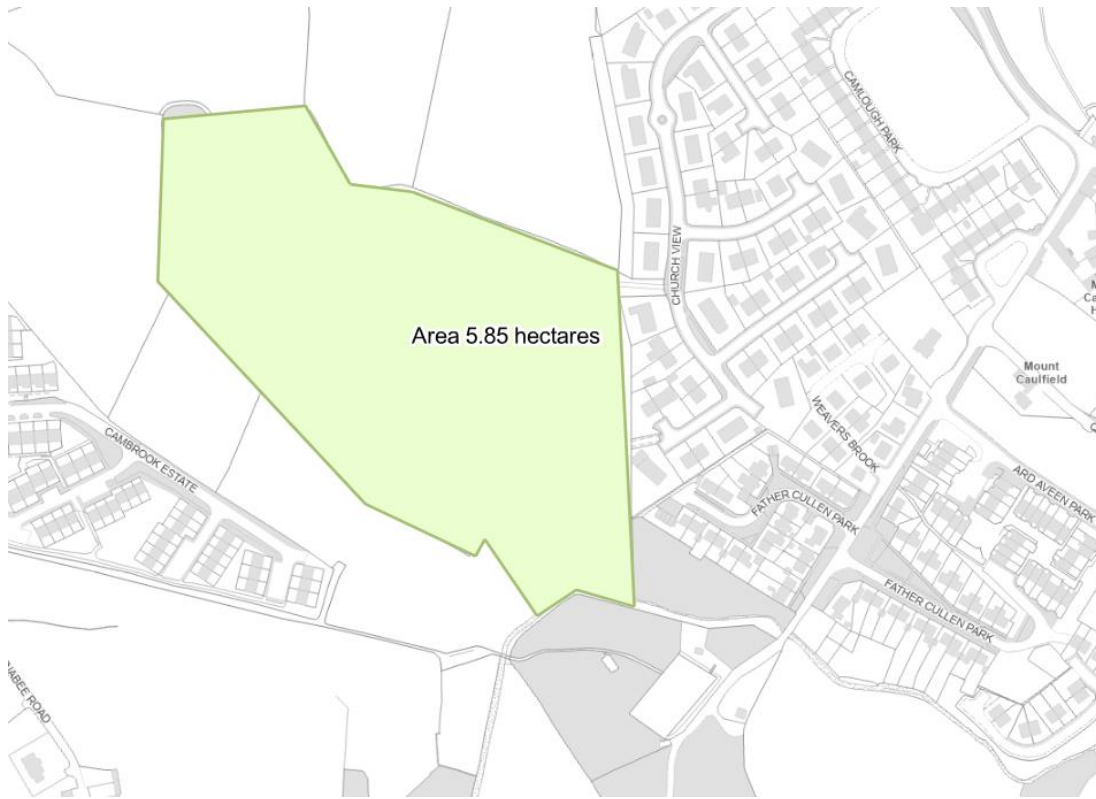 CAMLOUGH PARK
CHURCH VIEW
Area 5.85 hectares
Mount
Caulfield
WEAVERS BROOK
CAMBROOK ESTATE
ARD AVEEN PARK
FATHER CULLEN PARK
FATHER CULLEN PARK
ROAD